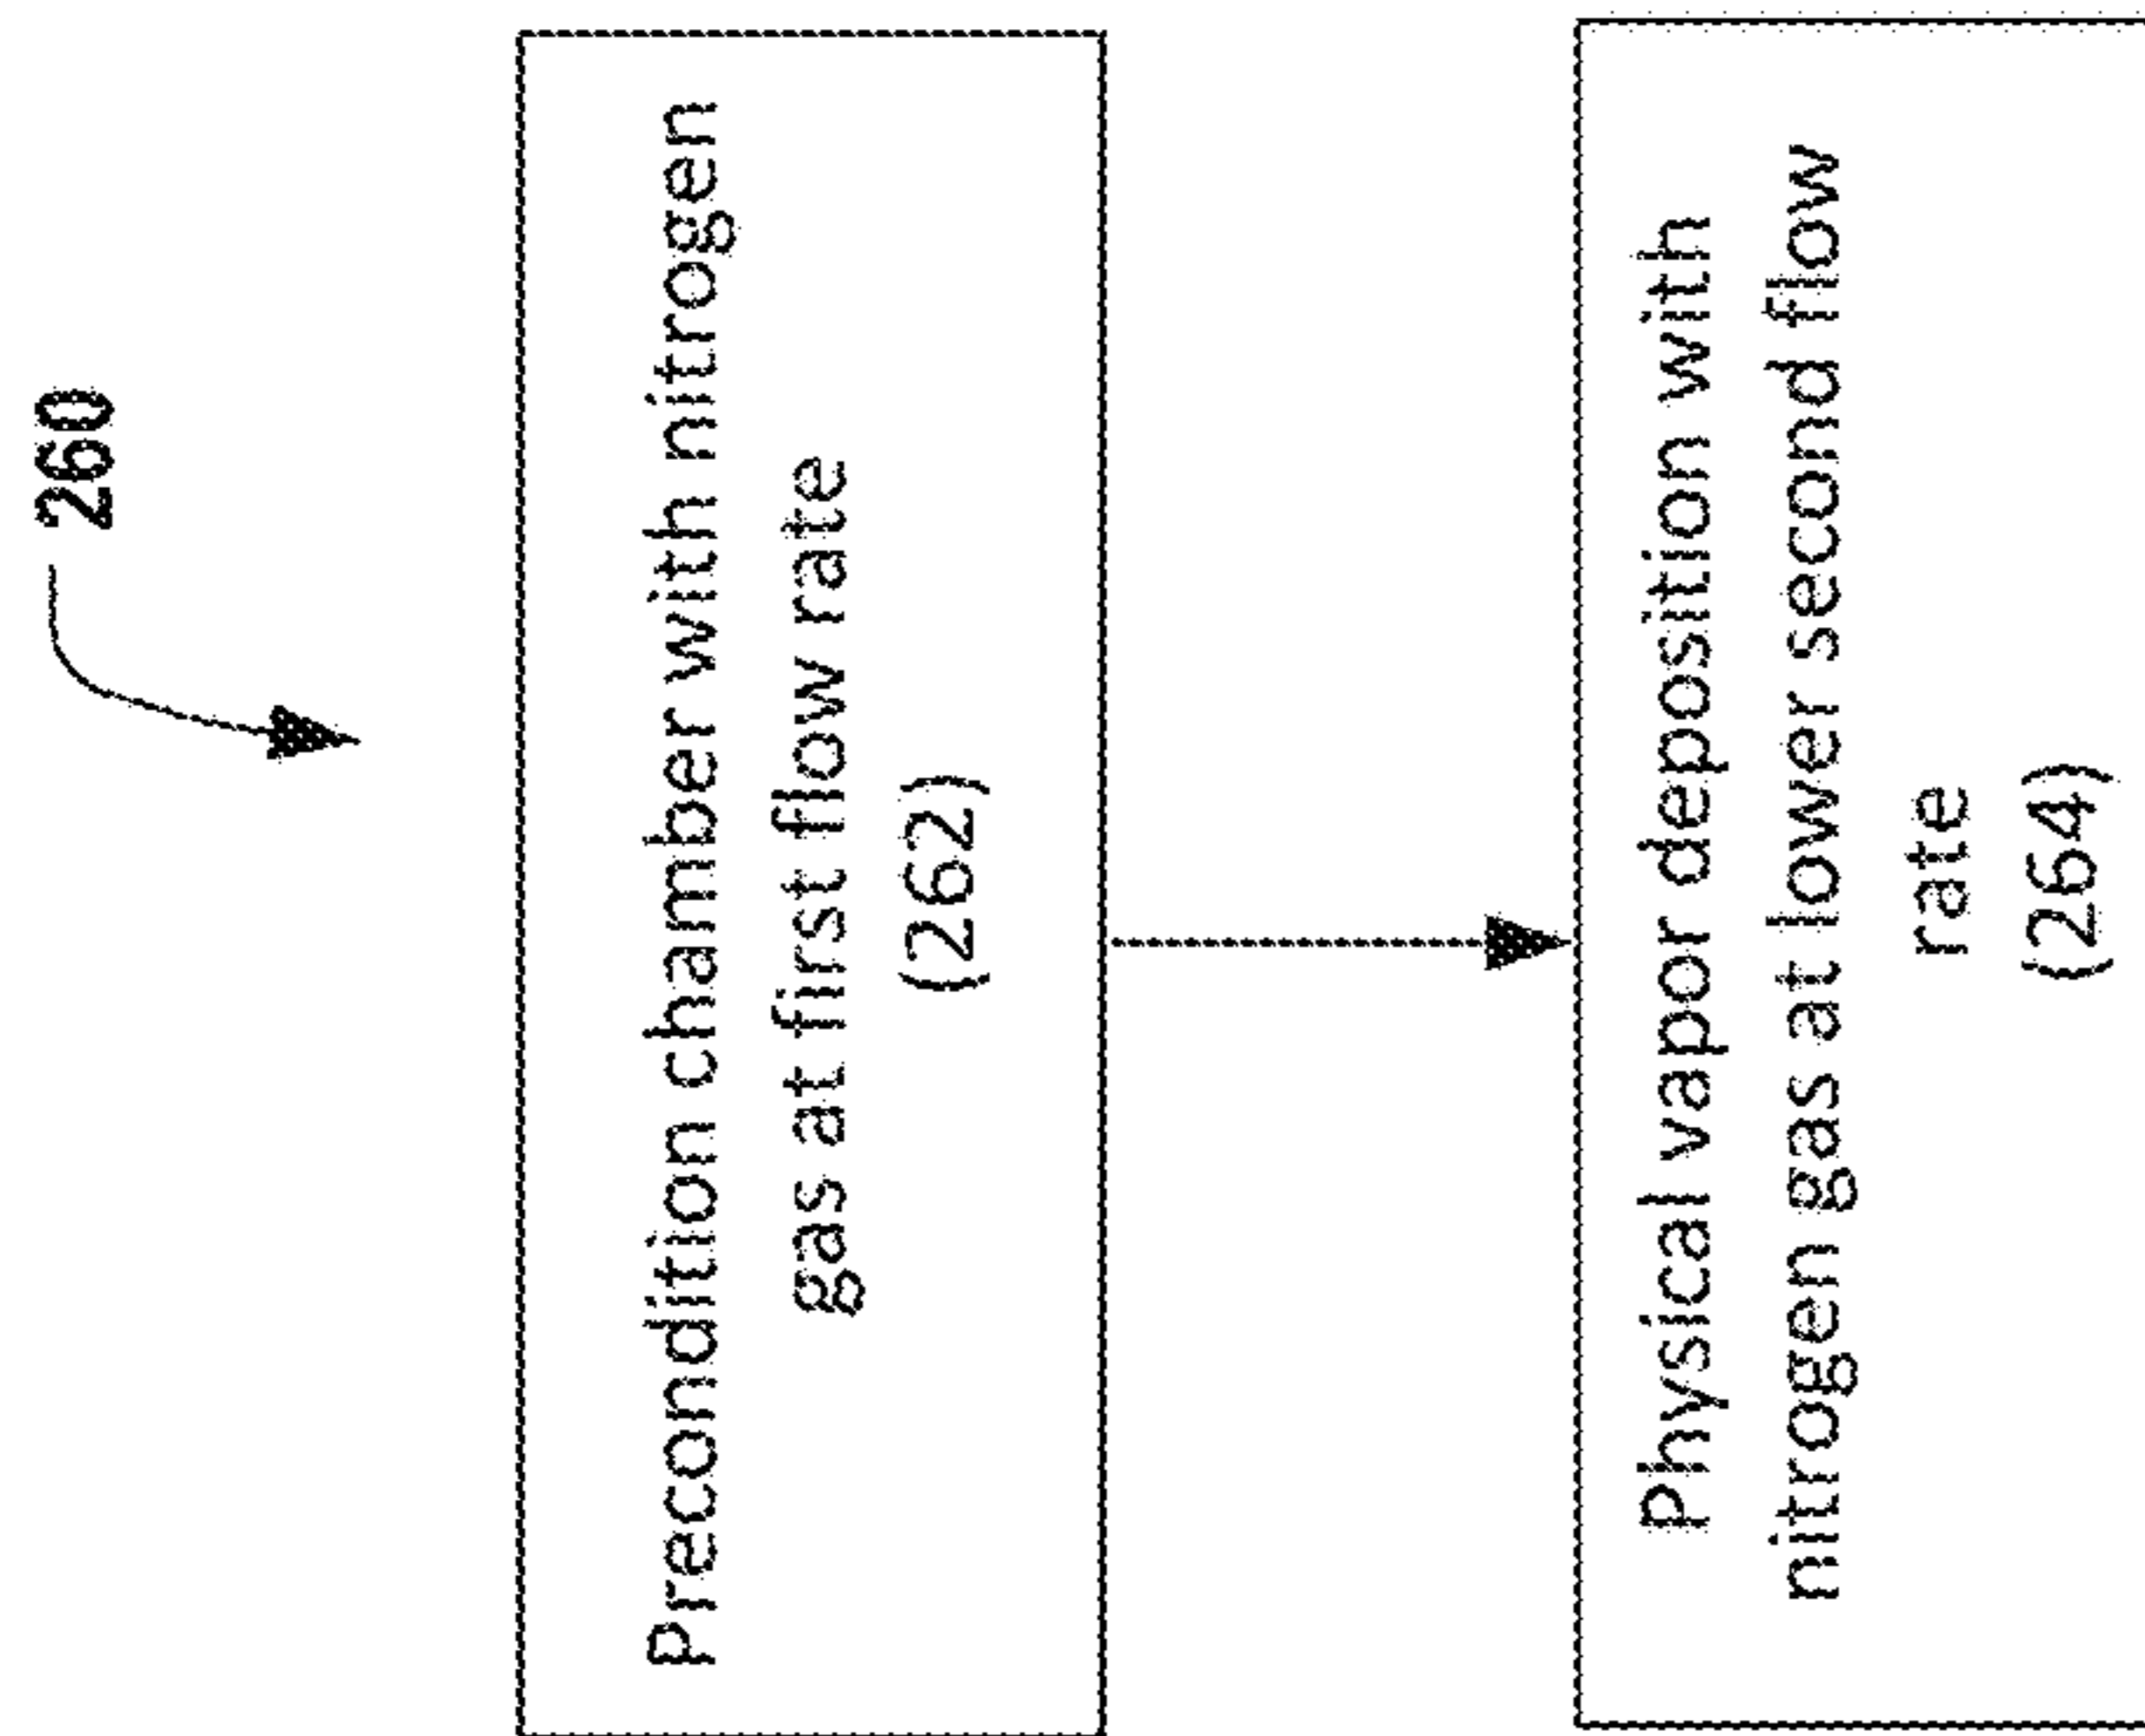 260
Precondition chamber with nitrogen
gas at first flow rate
(262)
Physical vapor deposition with
nitrogen gas at lower second flow
rate
(264)